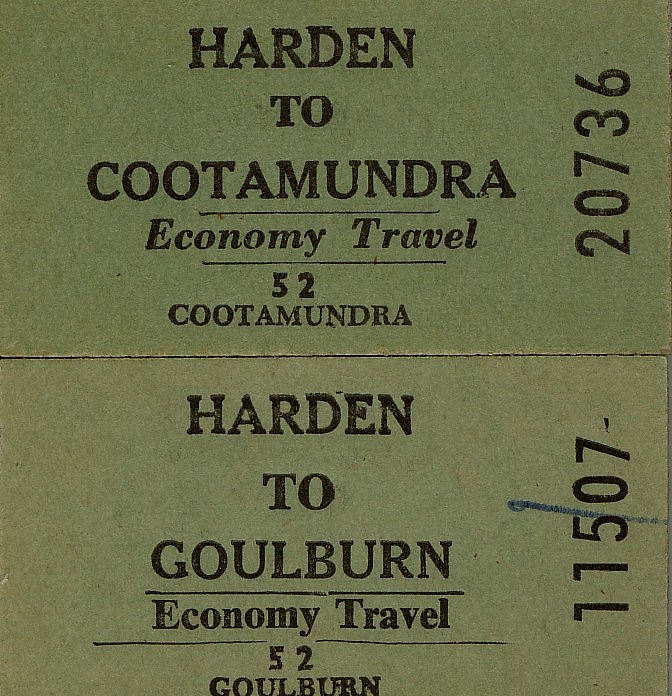 HARDEN
TO
COOTAMUNDRA
Economy Travel
52
COOTAMUNDRA
20736
HARDEN
TO
GOULBURN
Economy Travel
52
GOULBURN
11507